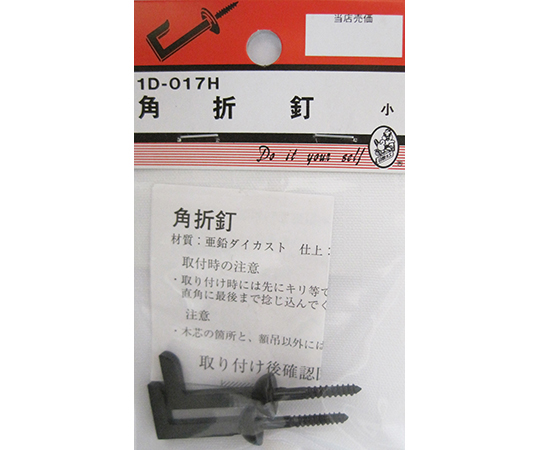 当店売価
1D-017H
角折釘 小
Do it your self
角折釘
材質：亜鉛ダイカスト 仕上：
取付時の注意
・取り付け時には先にキリ等で
直角に最後まで捻じ込んでく
注意
・木芯の箇所と、額吊以外には
取り付け後確認